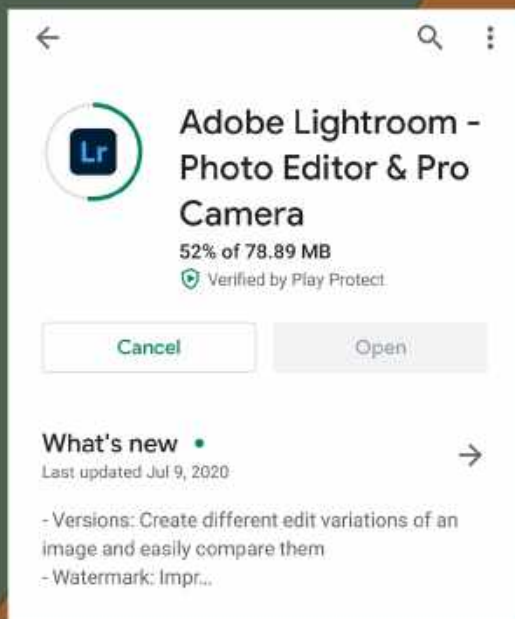 Lr
Adobe Lightroom -
Photo Editor & Pro
Camera
52% of 78.89 MB
Verified by Play Protect
Cancel
Open
What's new
Last updated Jul 9, 2020
- Versions: Create different edit variations of an
image and easily compare them
- Watermark: Impr...